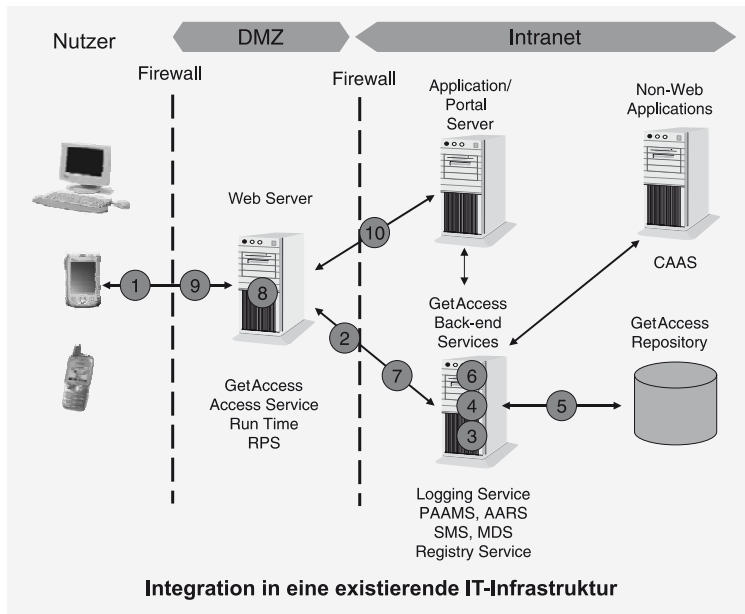 Nutzer
DMZ
Intranet
Firewall
Firewall
Application/
Portal
Server
Non-Web
Applications
Web Server
10
CAAS
1
9
8
GetAccess
Back-end
Services
GetAccess
Repository
2
7
6
4
5
3
GetAccess
Access Service
Run Time
RPS
Logging Service
PAAMS, AARS
SMS, MDS
Registry Service
Integration in eine existierende IT-Infrastruktur